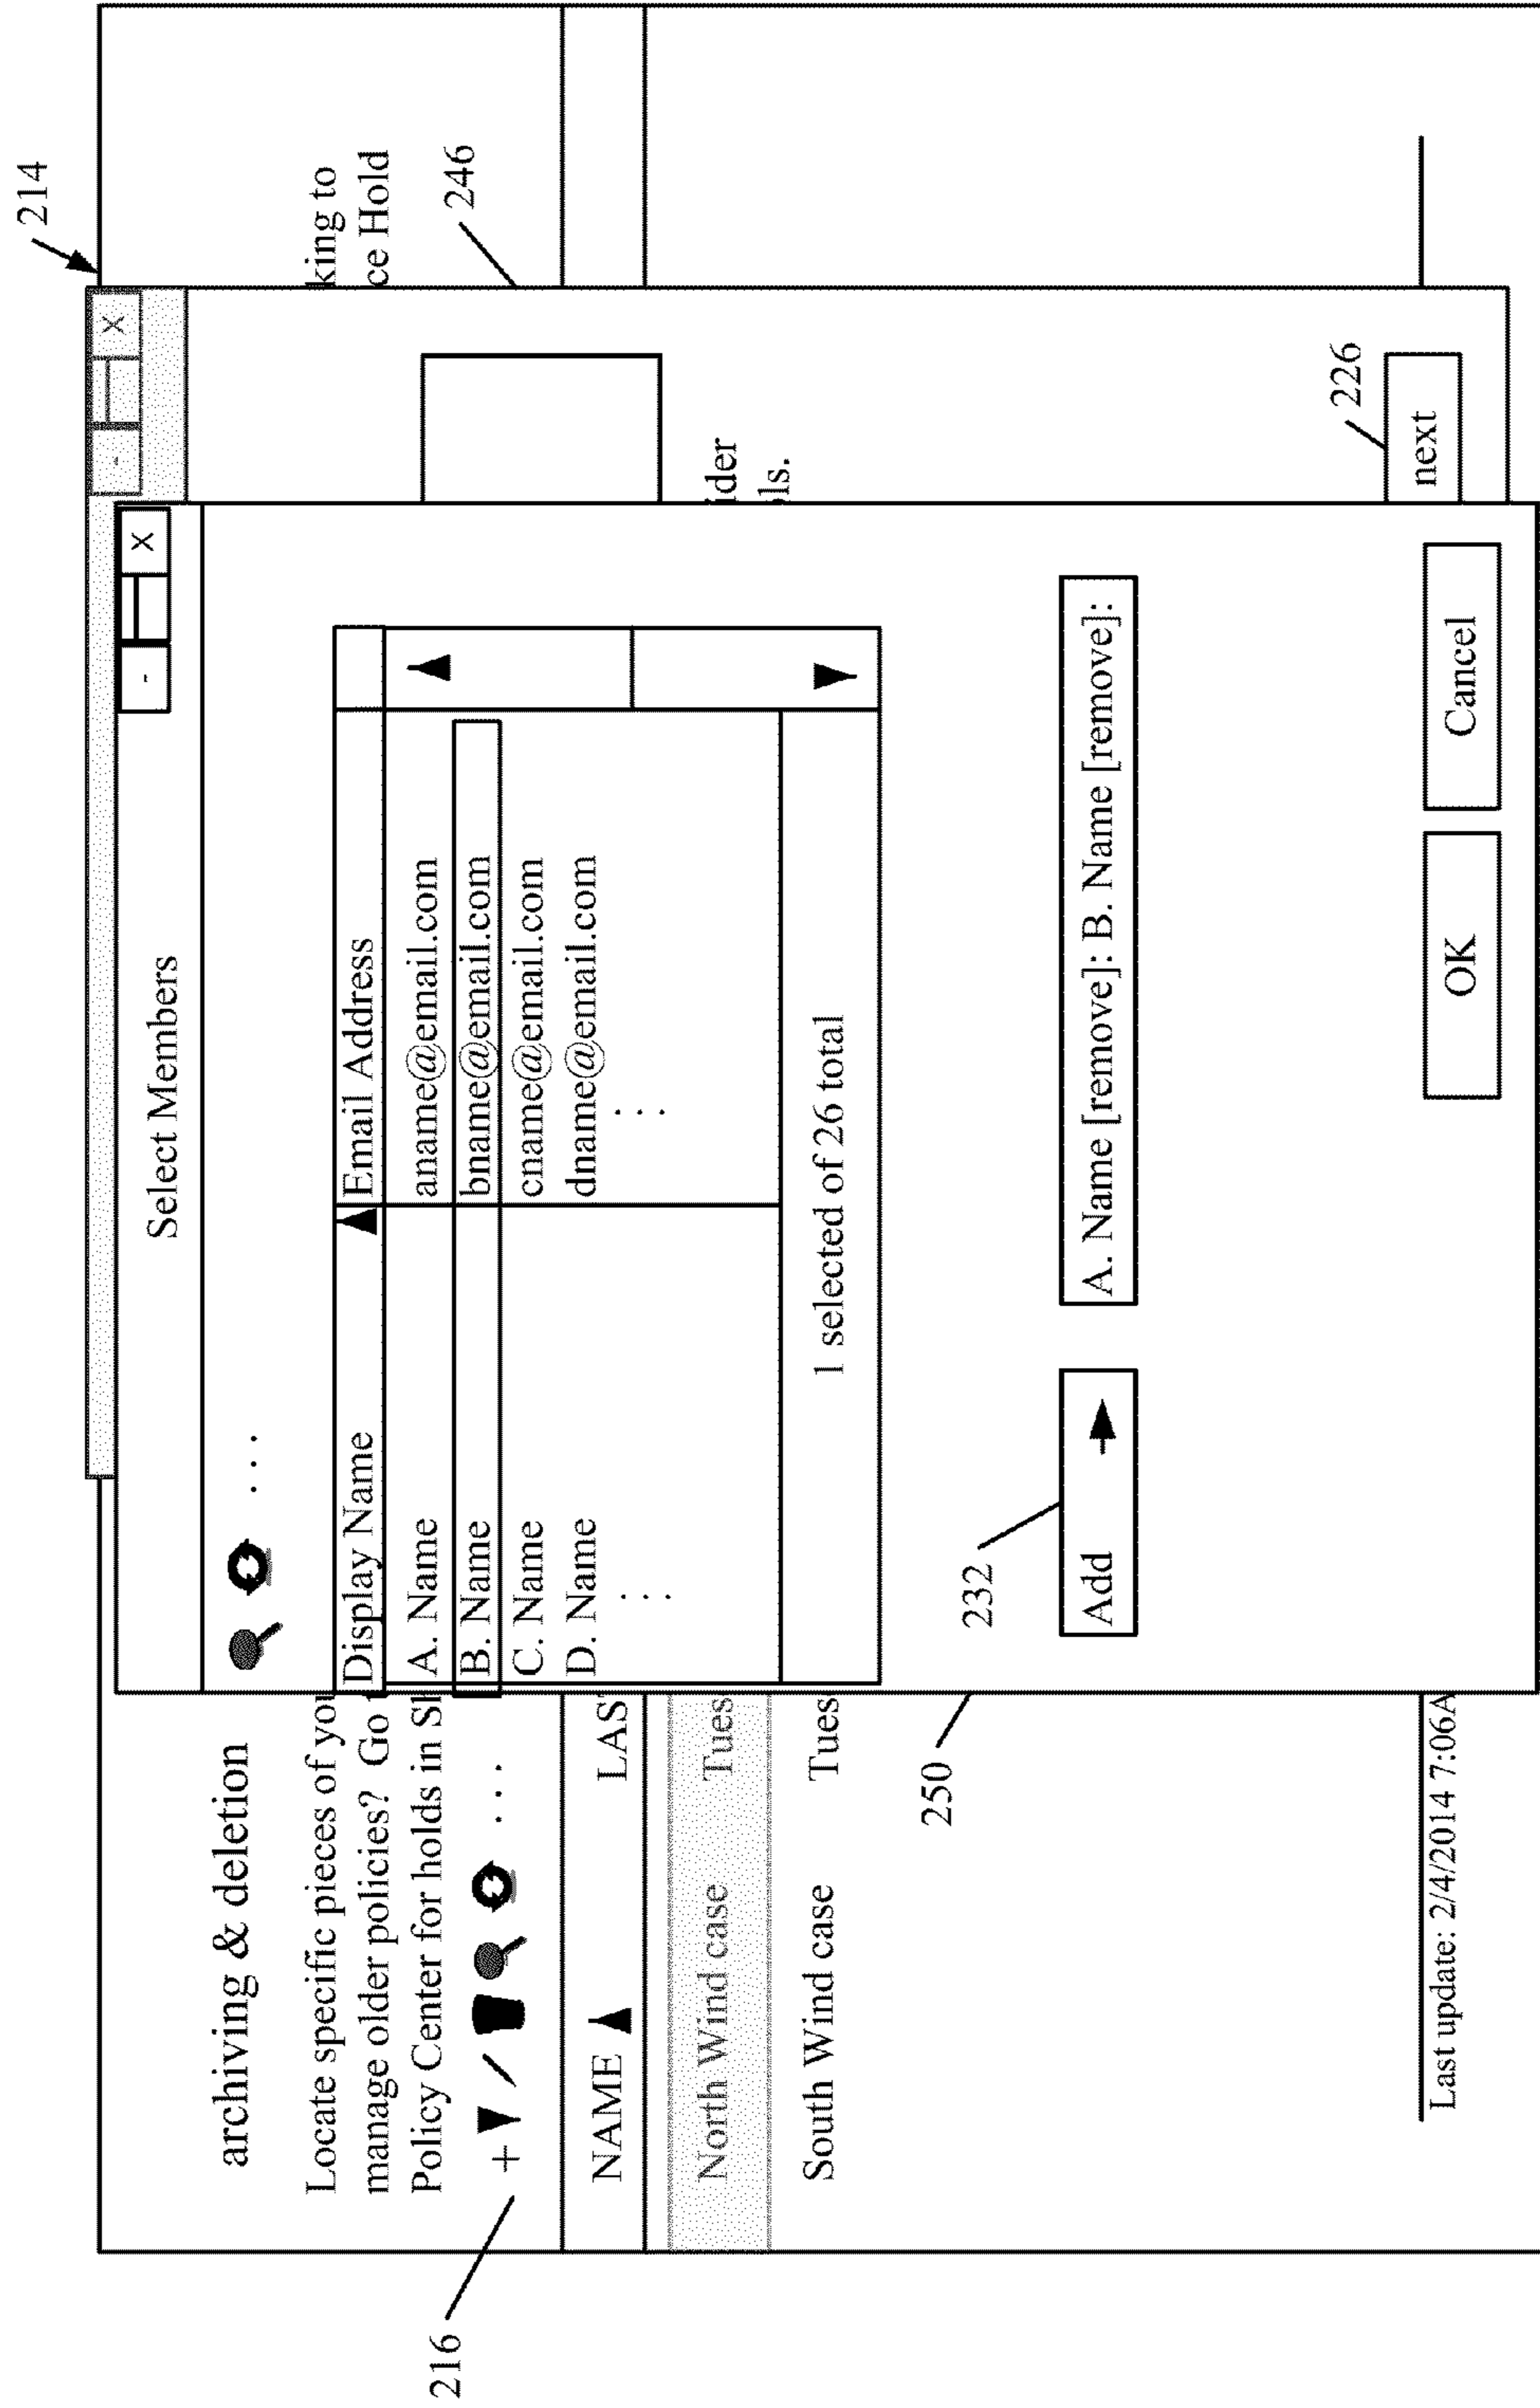 214
- X
Select Members
- X
archiving & deletion
Locate specific pieces of you
king to
manage older policies? Go
ce Hold
Policy Center for holds in
246
216
+
...
...
Display Name Email Address
A. Name aname@email.com
B. Name bname@email.com
C. Name cname@email.com
D. Name dname@email.com
1 selected of 26 total
NAME LAS
North Wind case Tues
South Wind case Tues
ider
ls.
250
232
Add
A. Name [remove]: B. Name [remove]:
226
next
OK
Cancel
Last update: 2/4/2014 7:06A